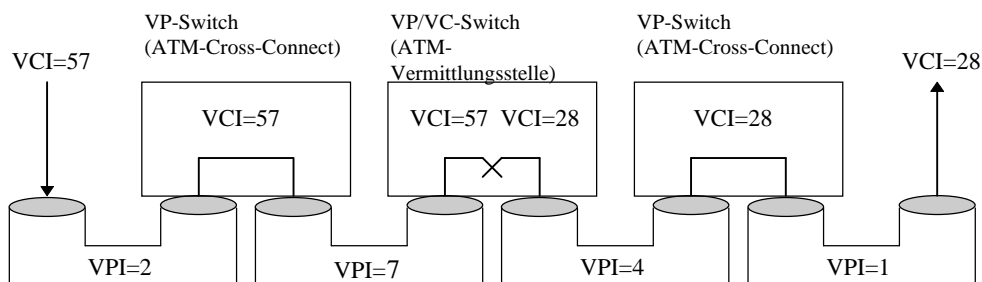 VP-Switch
(ATM-Cross-Connect)
VP/VC-Switch
(ATM-
Vermittlungsstelle)
VP-Switch
(ATM-Cross-Connect)
VCI=57
VCI=28
VCI=57
VCI=57 VCI=28
VCI=28
VPI=2
VPI=7
VPI=4
VPI=1